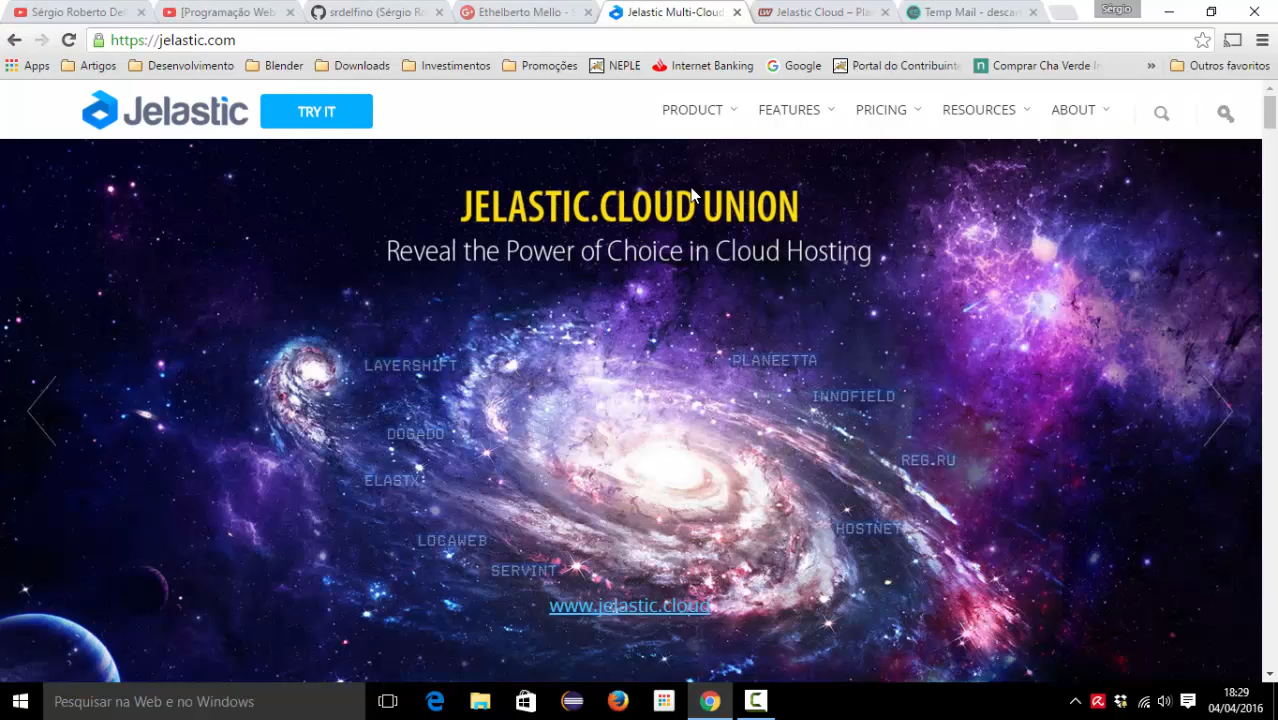 Sérgio Roberto Del
[Programação Web
srdelfino (Sérgio Ro
Ethelberto Mello - S
Jelastic Multi-Cloud
Jelastic Cloud – Pla
Temp Mail - descar
Sérgio
https://jelastic.com
Apps
Artigos
Desenvolvimento
Blender
Downloads
Investimentos
Promoções
NEPLE
Internet Banking
Google
Portal do Contribuint
Comprar Cha Verde I
»
Outros favoritos
Jelastic
TRY IT
PRODUCT
FEATURES
PRICING
RESOURCES
ABOUT
JELASTIC.CLOUD UNION
Reveal the Power of Choice in Cloud Hosting
LAYERSHIFT
PLANEETTA
INNOFIELD
DOGADO
REG.RU
ELASTX
HOSTNET
LOCAWEB
SERVINT
www.jelastic.cloud
Pesquisar na Web e no Windows
18:29
04/04/2016